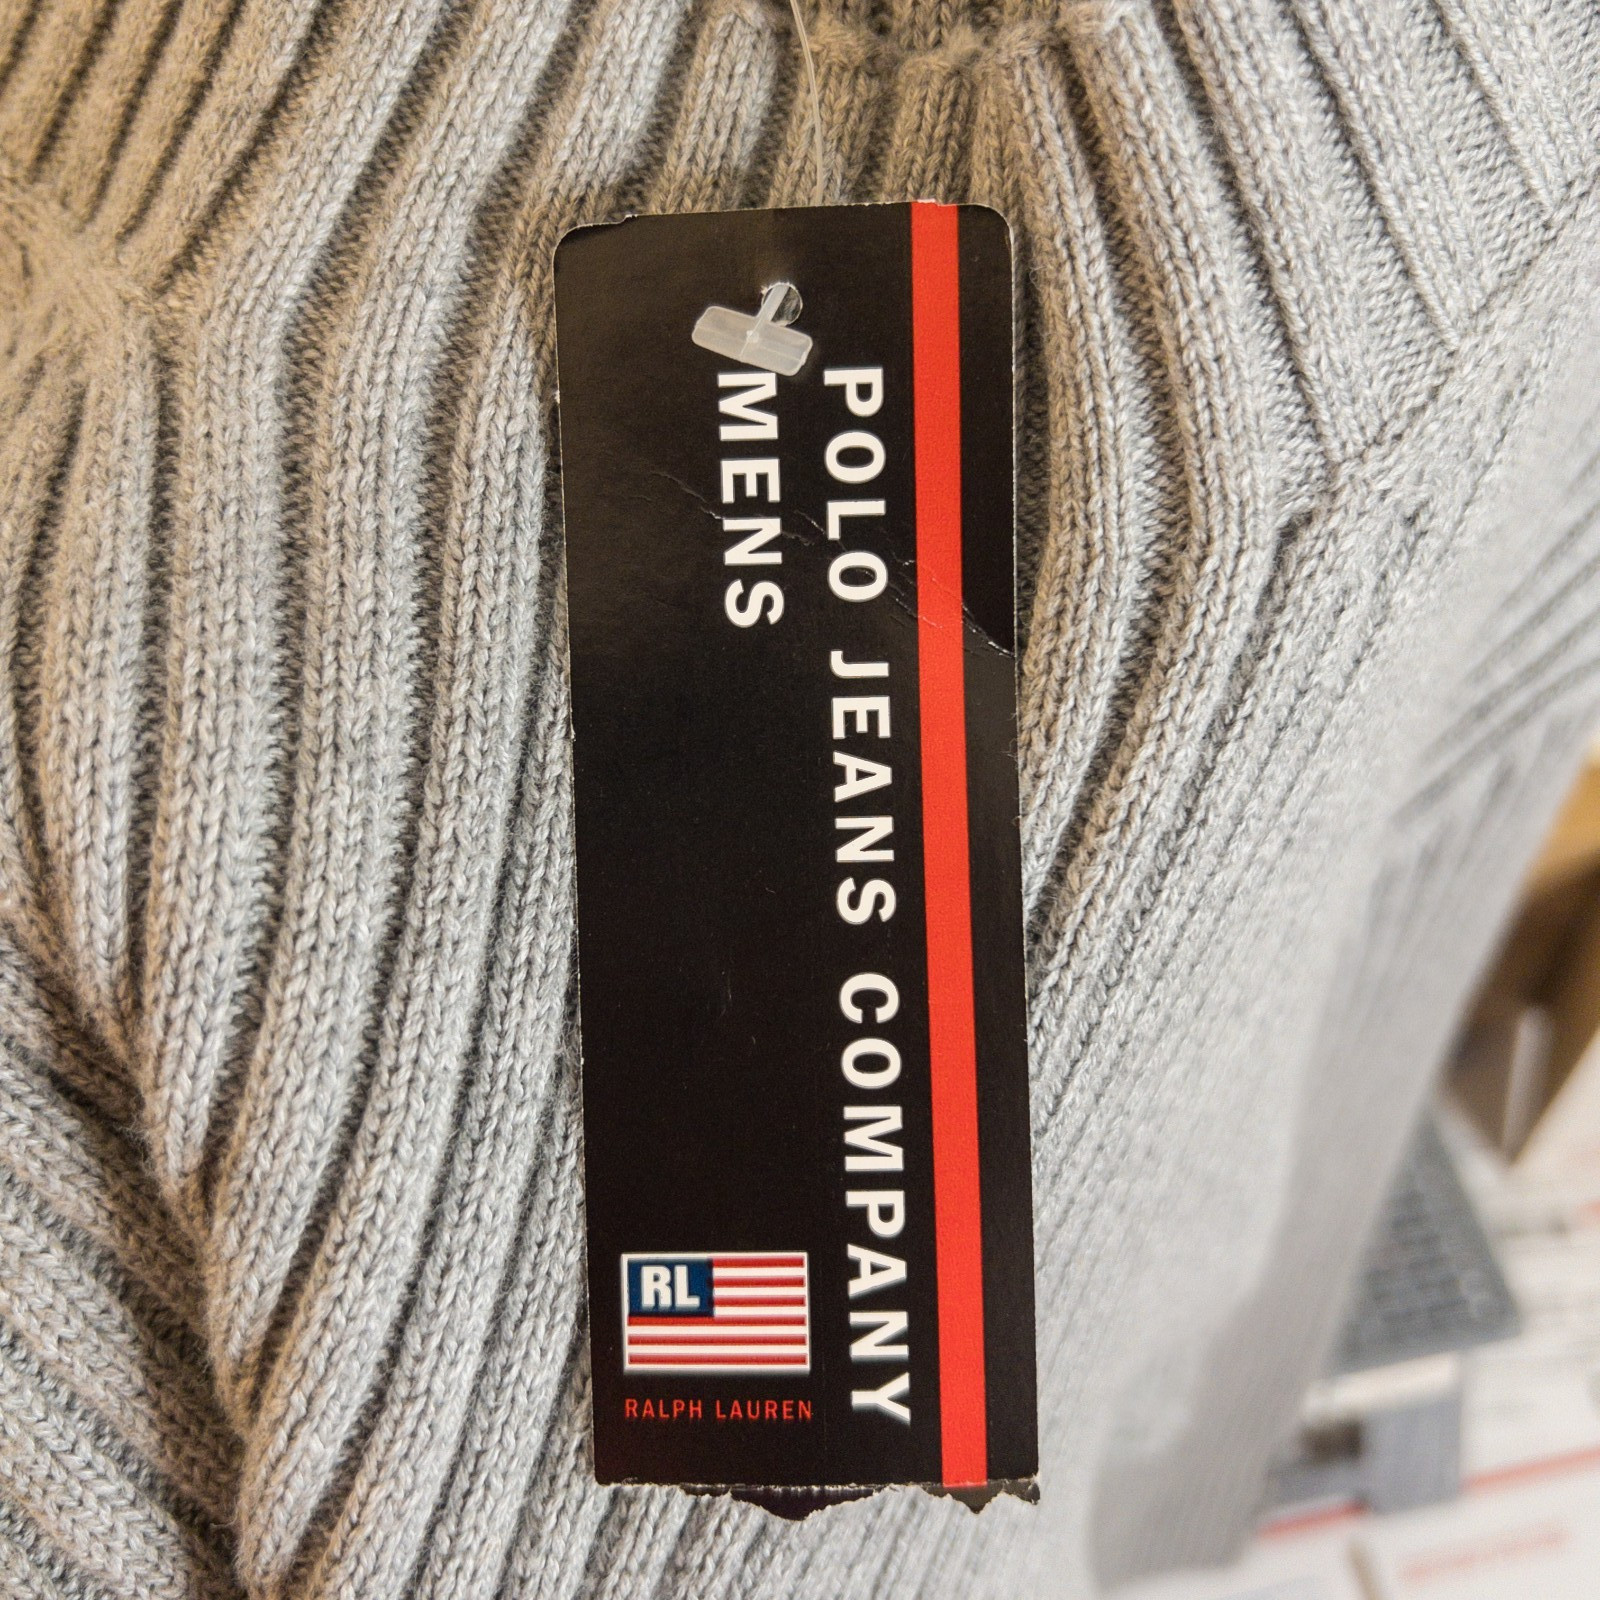 POLO JEANS COMPANY
MENS
RL
RALPH LAUREN